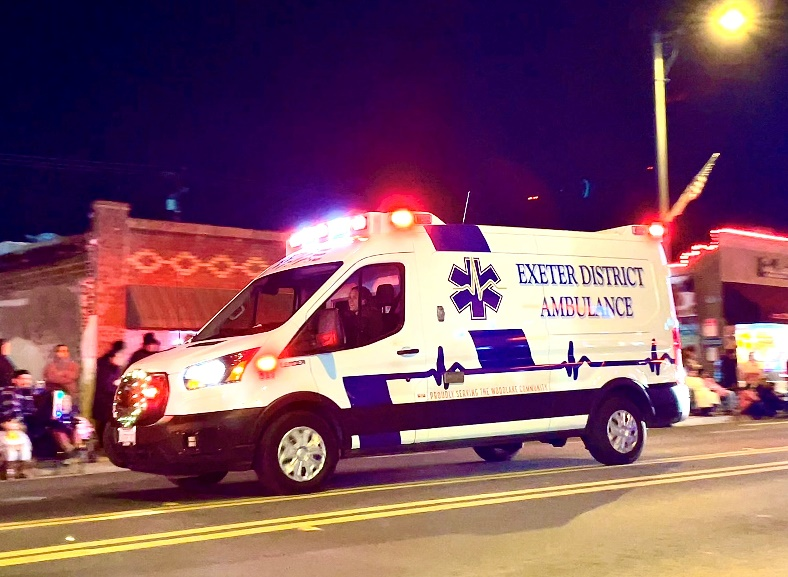 EXETER DISTRICT
AMBULANCE
PROUDLY SERVING THE WOODLAKE COMMUNITY